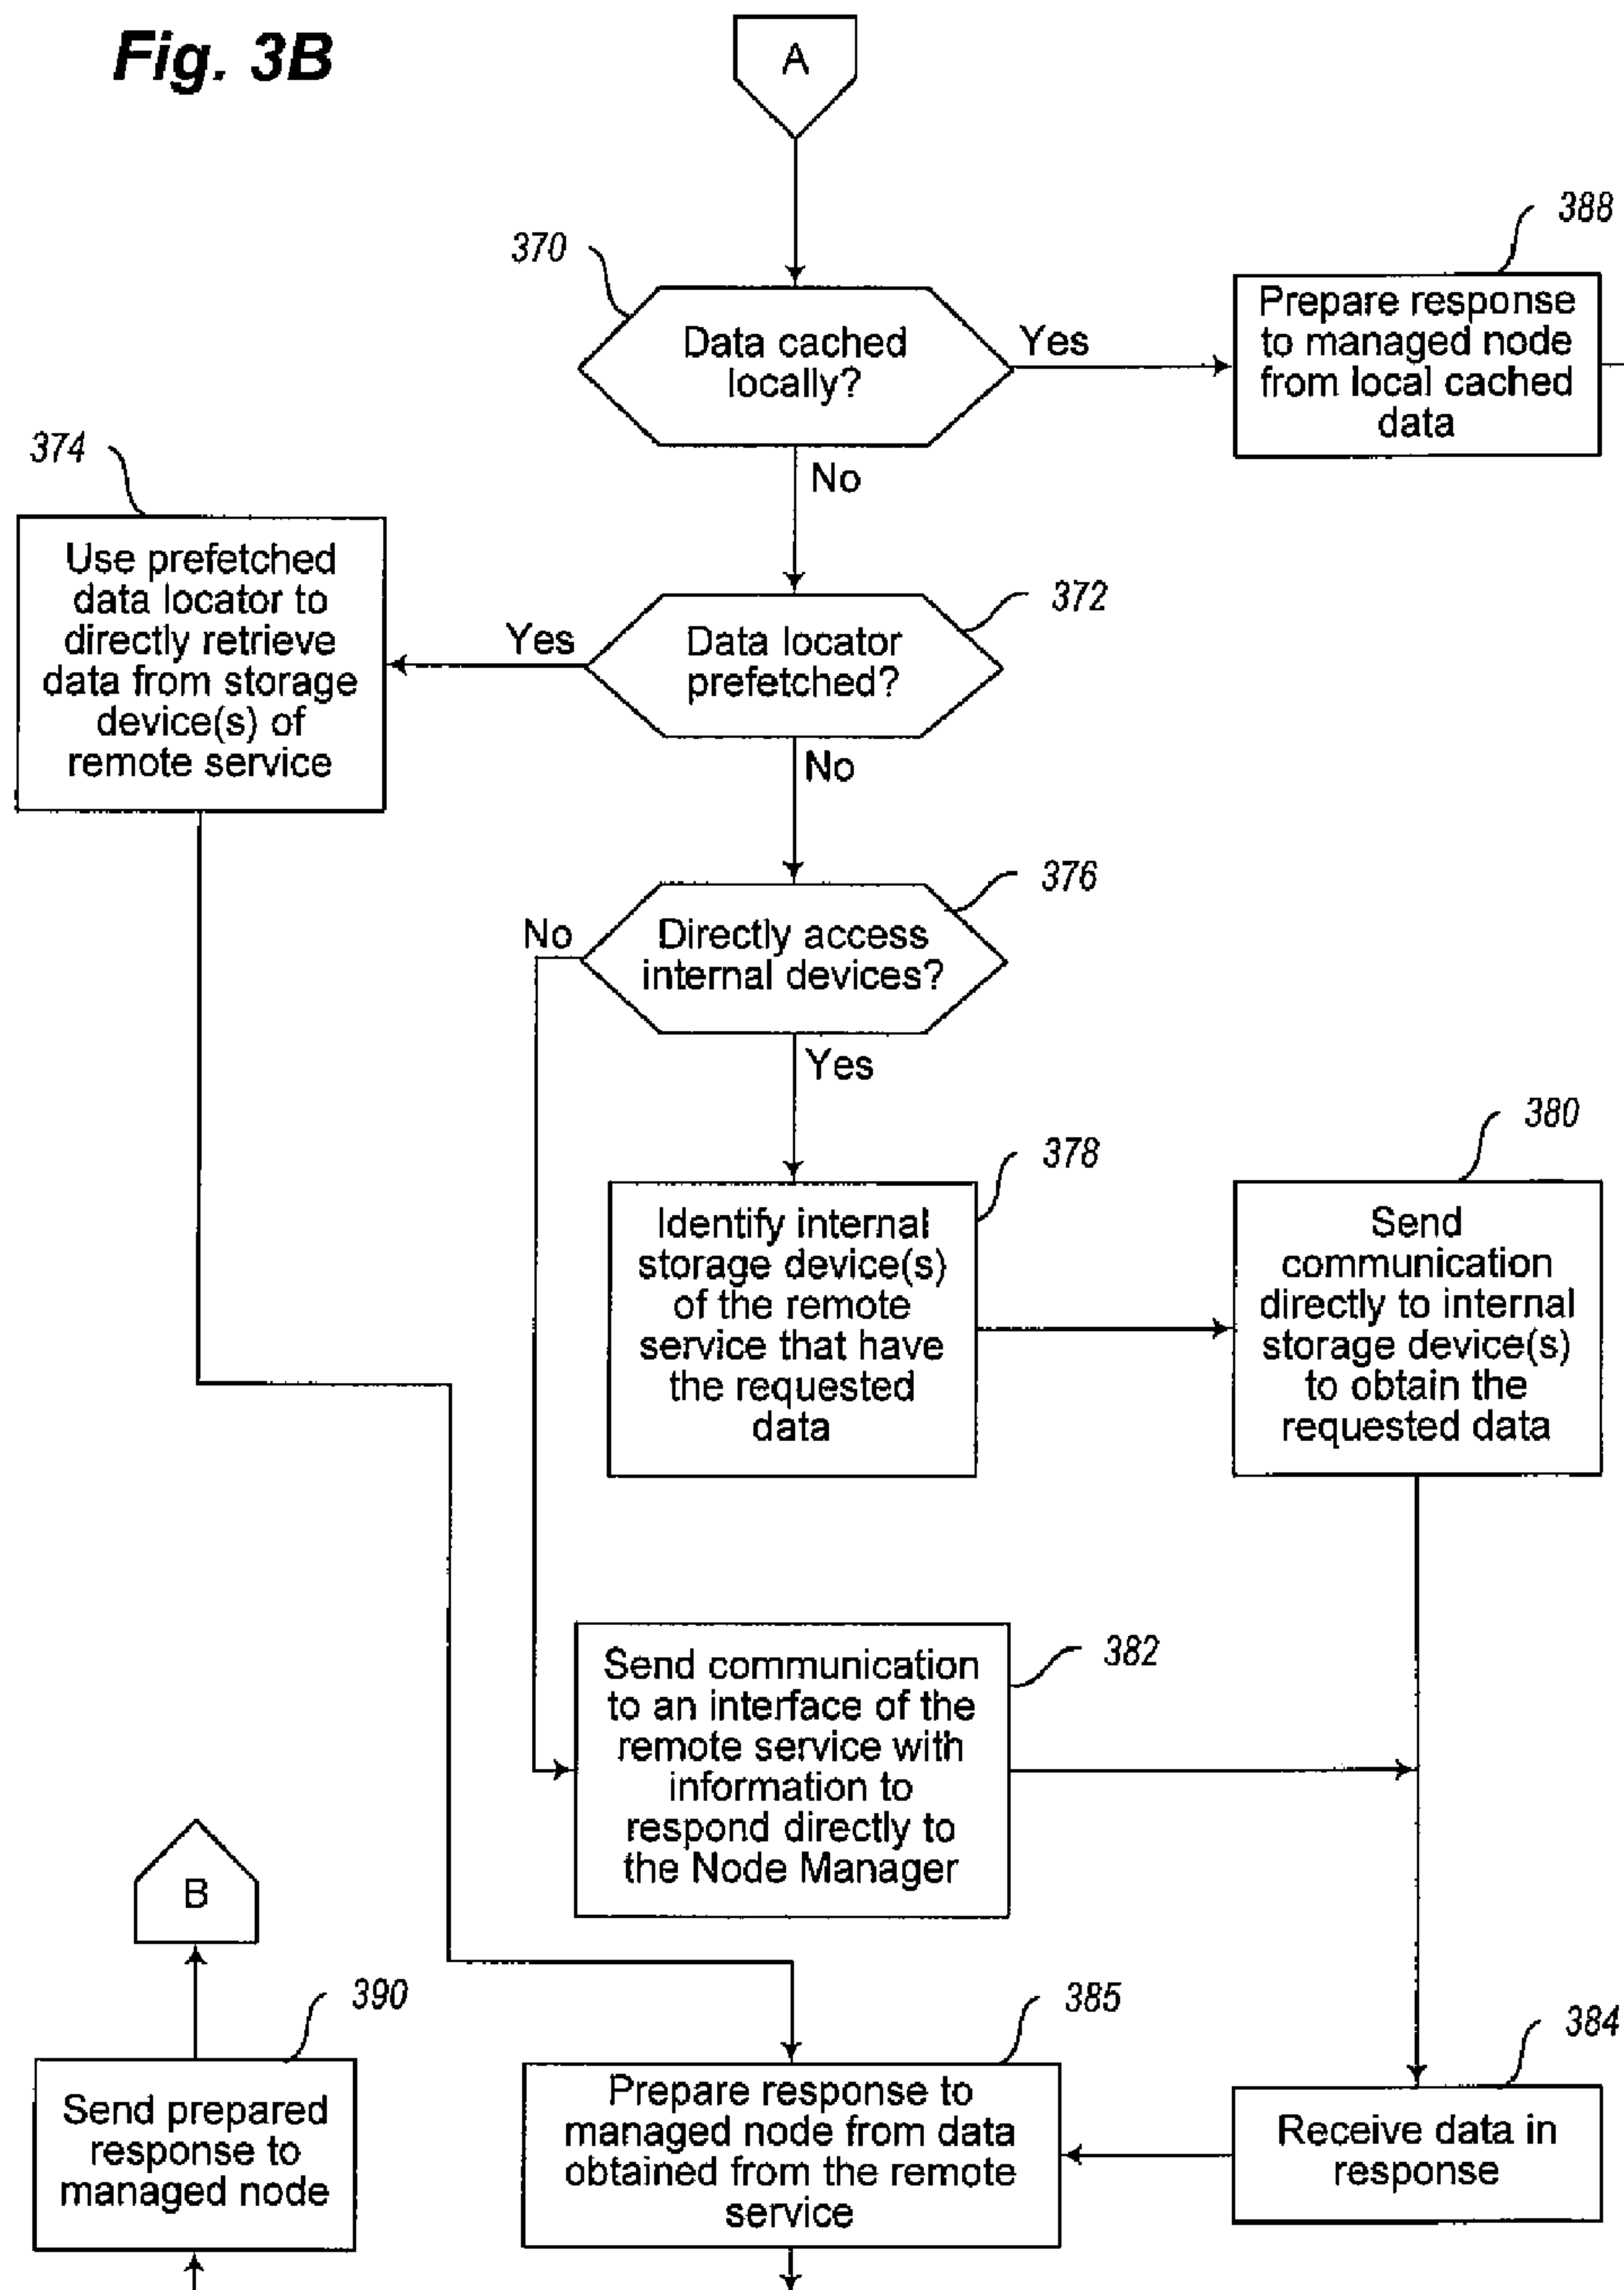 Fig. 3B
A
370
Data cached
locally?
Yes
No
388
Prepare response
to managed node
from local cached
data
374
Use prefetched
data locator to
directly retrieve
data from storage
device(s) of
remote service
372
Data locator
prefetched?
Yes
No
376
Directly access
internal devices?
No
Yes
378
Identify internal
storage device(s)
of the remote
service that have
the requested
data
380
Send
communication
directly to internal
storage device(s)
to obtain the
requested data
382
Send communication
to an interface of the
remote service with
information to
respond directly to
the Node Manager
B
390
Send prepared
response to
managed node
385
Prepare response to
managed node from data
obtained from the remote
service
384
Receive data in
response